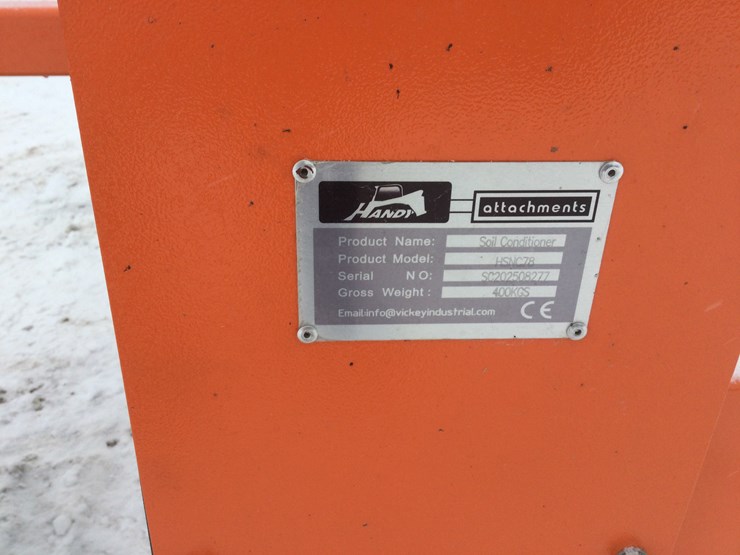 HANDY attachments
Product Name: Soil Conditioner
Product Model: HSNC78
Serial NO: SC202508277
Gross Weight: 400KGS
Email:info@vickeyindustrial.com CE